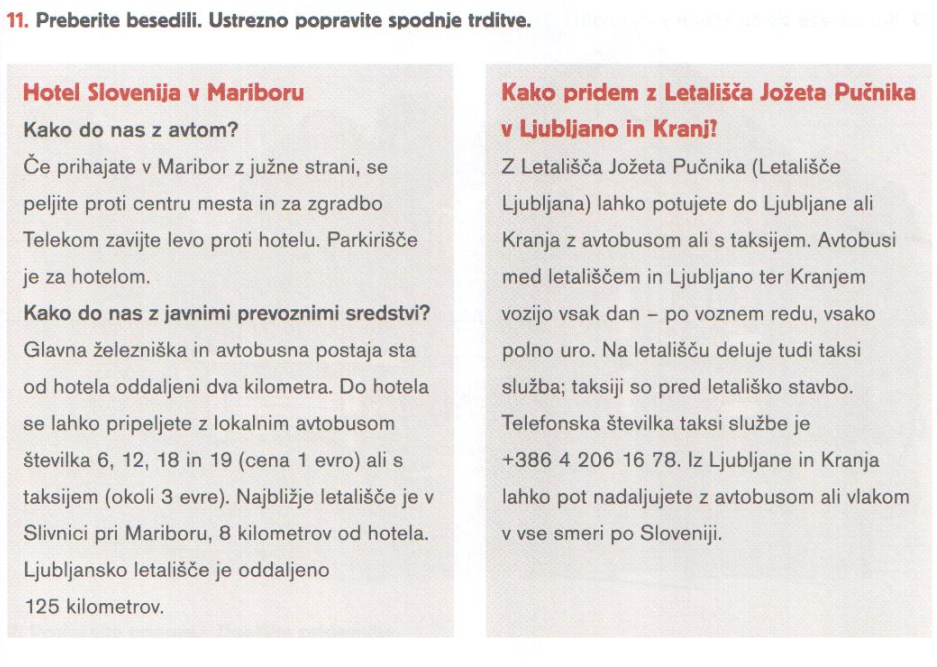 11. Preberite besedili. Ustrezno popravite spodnje trditve.
Hotel Slovenija v Mariboru
Kako do nas z avtom?
Če prihajate v Maribor z južne strani, se
peljite proti centru mesta in za zgradbo
Telekom zavijte levo proti hotelu. Parkirišče
je za hotelom.
Kako do nas z javnimi prevoznimi sredstvi?
Glavna železniška in avtobusna postaja sta
od hotela oddaljeni dva kilometra. Do hotela
se lahko pripeljete z lokalnim avtobusom
številka 6, 12, 18 in 19 (cena 1 evro) ali s
taksijem (okoli 3 evre). Najbližje letališče je v
Slivnici pri Mariboru, 8 kilometrov od hotela.
Ljubljansko letališče je oddaljeno
125 kilometrov.
Kako pridem z Letališča Jožeta Pučnika
v Ljubljano in Kranj?
Z Letališča Jožeta Pučnika (Letališče
Ljubljana) lahko potujete do Ljubljane ali
Kranja z avtobusom ali s taksijem. Avtobusi
med letališčem in Ljubljano ter Kranjem
vozijo vsak dan – po voznem redu, vsako
polno uro. Na letališču deluje tudi taksi
služba; taksiji so pred letališko stavbo.
Telefonska številka taksi službe je
+386 4 206 16 78. Iz Ljubljane in Kranja
lahko pot nadaljujete z avtobusom ali vlakom
v vse smeri po Sloveniji.